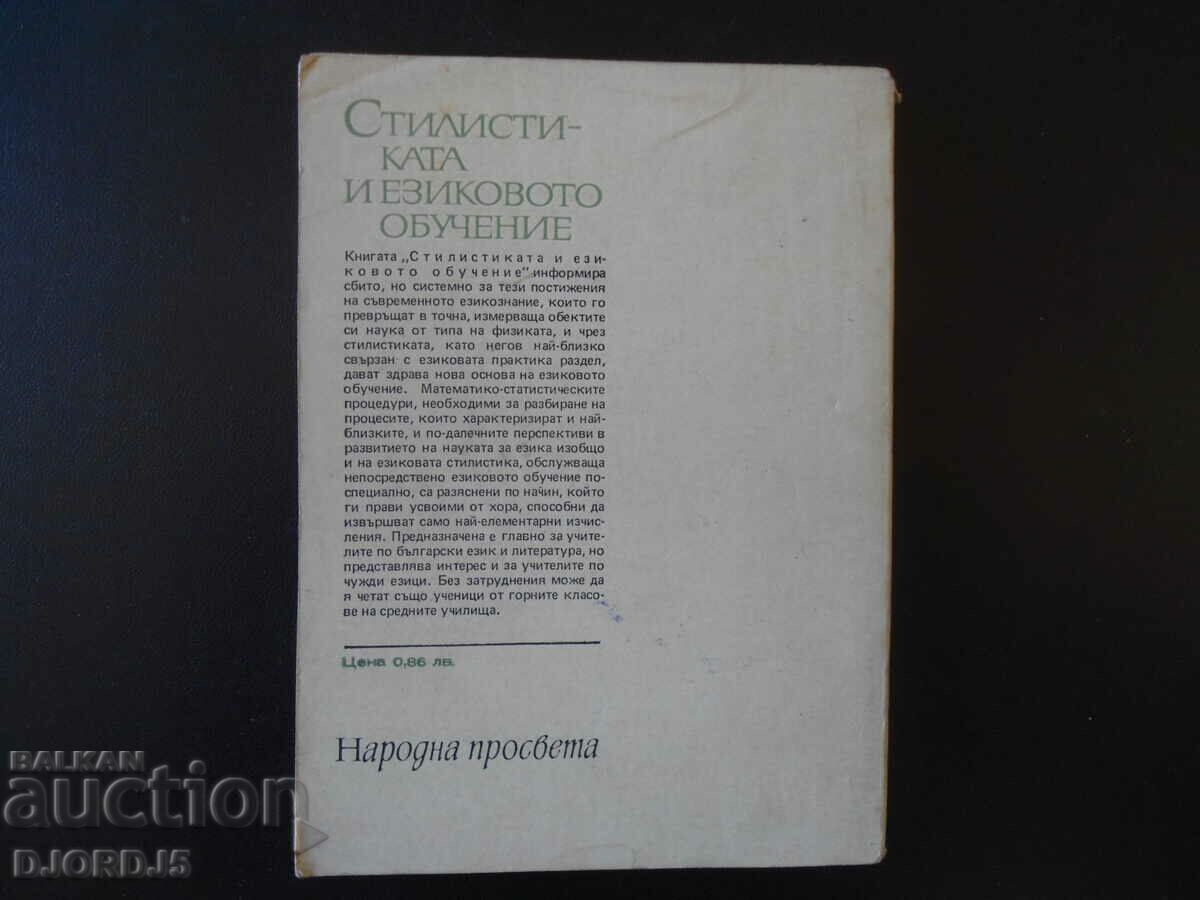 СТИЛИСТИ-
КАТА
И ЕЗИКОВОТО
ОБУЧЕНИЕ
Книгата „Стилистиката и ези-
ковото обучение” информира
сбито, но системно за тези постижения
на съвременното езикознание, които го
превръщат в точна, измерваща обектите
си наука от типа на физиката, и чрез
стилистиката, като негов най-близко
свързан с езиковата практика раздел,
дават здрава нова основа на езиковото
обучение. Математико-статистическите
процедури, необходими за разбиране на
процесите, които характеризират и най-
близките, и по-далечните перспективи в
развитието на науката за езика изобщо
и на езиковата стилистика, обслужваща
непосредствено езиковото обучение по-
специално, са разяснени по начин, който
ги прави усвоими от хора, способни да
извършват само най-елементарни изчис-
ления. Предназначена е главно за учите-
лите по български език и литература, но
представлява интерес и за учителите по
чужди езици. Без затруднения може да
я четат също ученици от горните класо-
ве на средните училища.
Цена 0,86 лв.
Народна просвета
BALKAN
auction
DJORD_J5